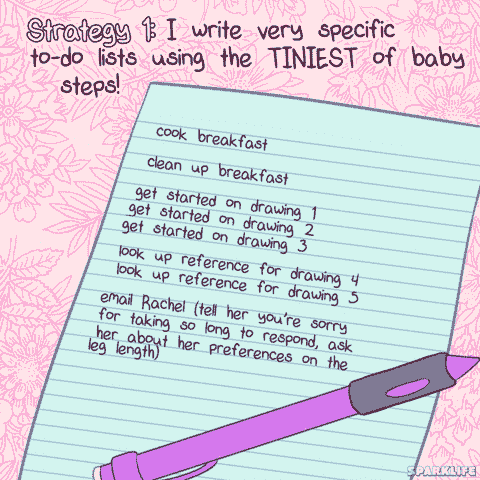 Strategy 1: I write very specific
to-do lists using the TINIEST of baby
steps!
cook breakfast
clean up breakfast
get started on drawing 1
get started on drawing 2
get started on drawing 3
look up reference for drawing 4
look up reference for drawing 5
email Rachel (tell her you're sorry
for taking so long to respond, ask
her about her preferences on the
leg length)
SPARKLIFE